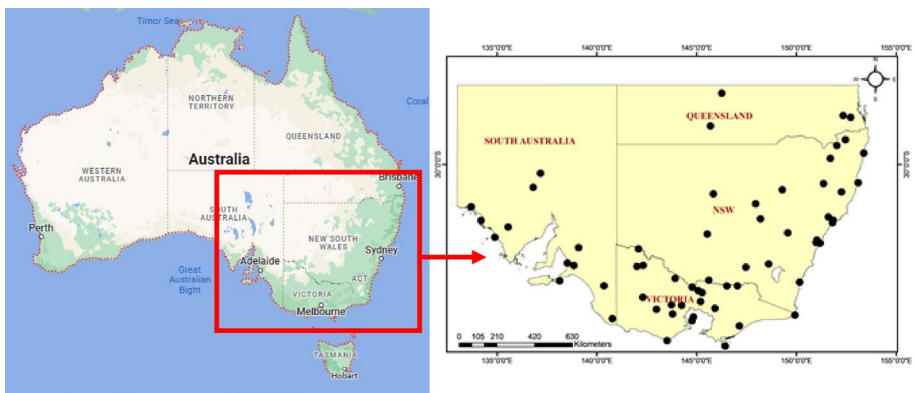 Timor Sea
Coral
NORTHERN
TERRITORY
QUEENSLAND
Australia
WESTERN
AUSTRALIA
SOUTH
AUSTRALIA
Brisbane
Perth
NEW SOUTH
WALES
Sydney
Adelaide
ACT
Great
Australian
Bight
VICTORIA
Melbourne
TASMANIA
Hobart
135°0'0"E
140°0'0"E
145°0'0"E
150°0'0"E
155°0'0"E
N
W
E
S
QUEENSLAND
SOUTH AUSTRALIA
30°0'0"S
30°0'0"S
NSW
VICTORIA
0 105 210 420 630
Kilometers
135°0'0"E
140°0'0"E
145°0'0"E
150°0'0"E
155°0'0"E